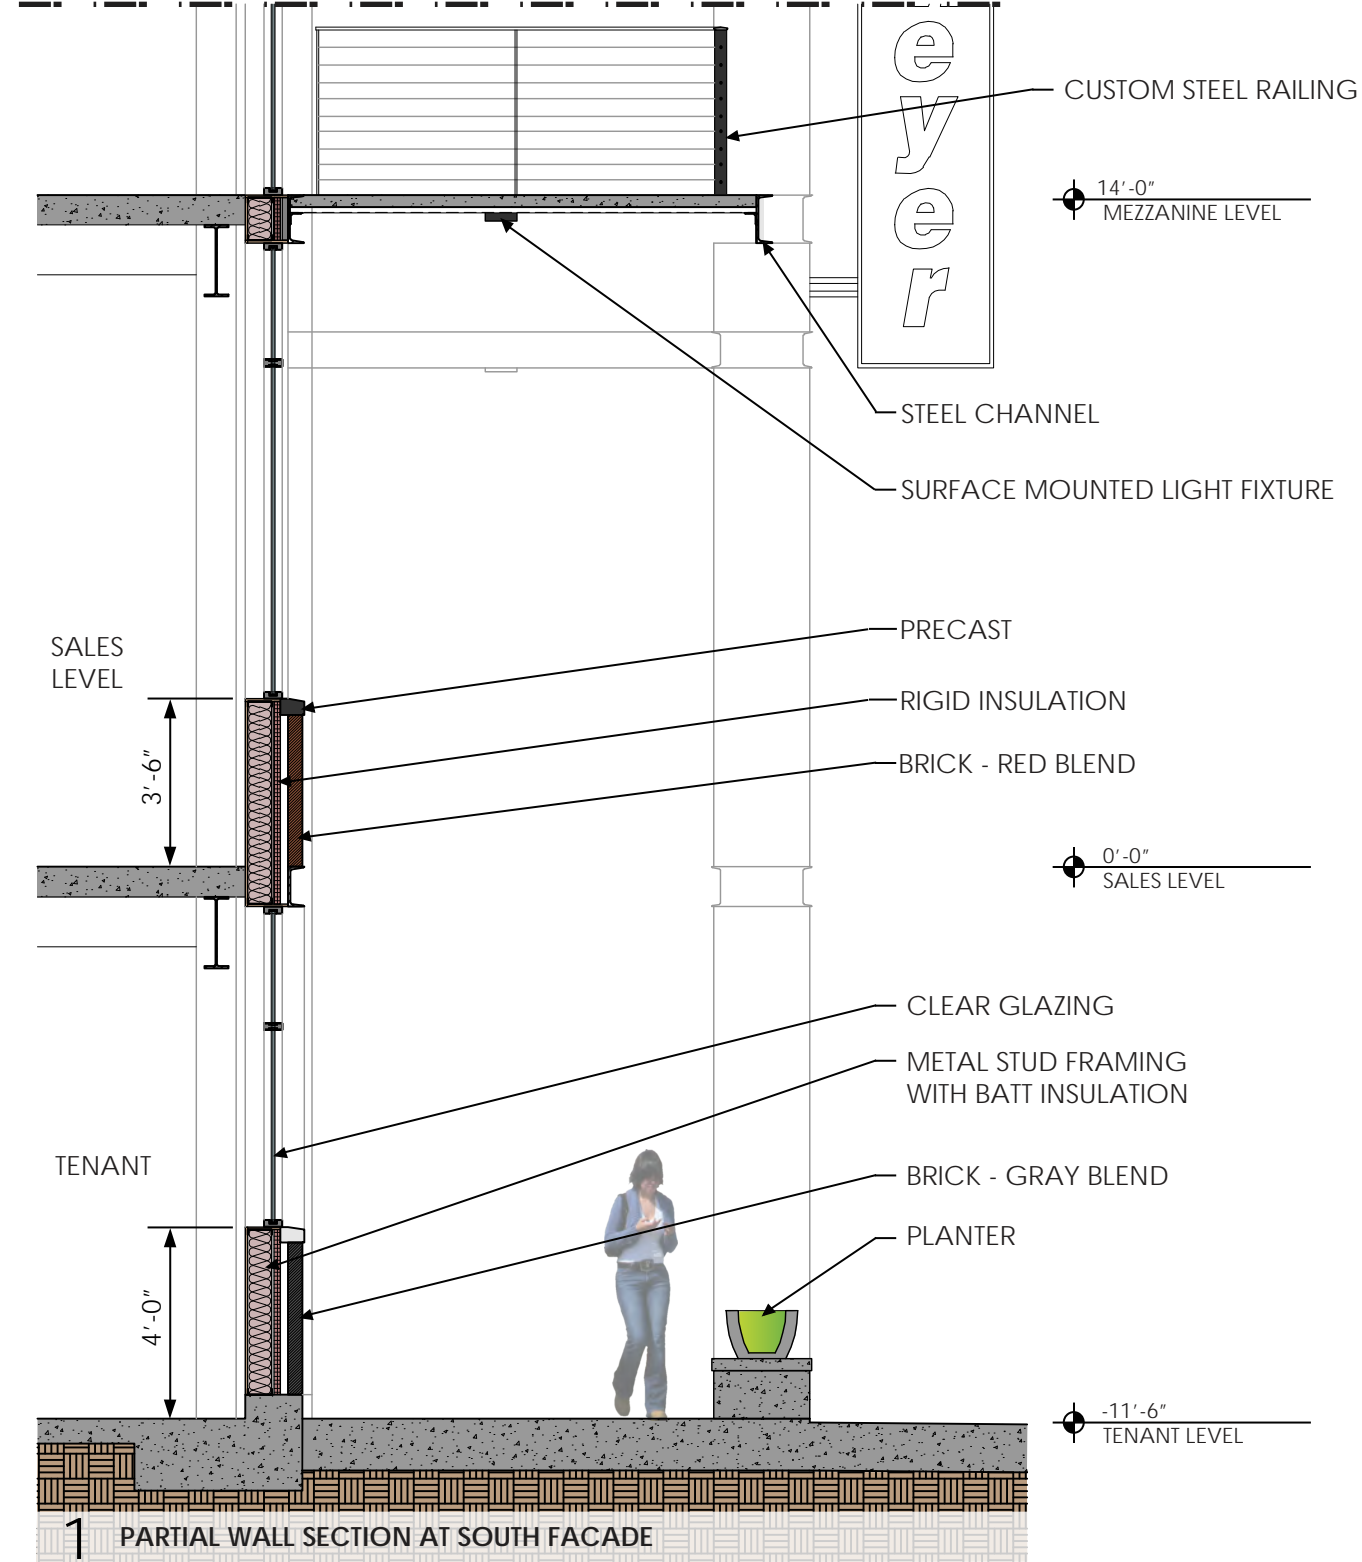 eyer
CUSTOM STEEL RAILING
14'-0"
MEZZANINE LEVEL
STEEL CHANNEL
SURFACE MOUNTED LIGHT FIXTURE
SALES
LEVEL
PRECAST
RIGID INSULATION
3'-6"
BRICK - RED BLEND
0'-0"
SALES LEVEL
CLEAR GLAZING
METAL STUD FRAMING
WITH BATT INSULATION
TENANT
BRICK - GRAY BLEND
PLANTER
4'-0"
-11'-6"
TENANT LEVEL
1 PARTIAL WALL SECTION AT SOUTH FACADE